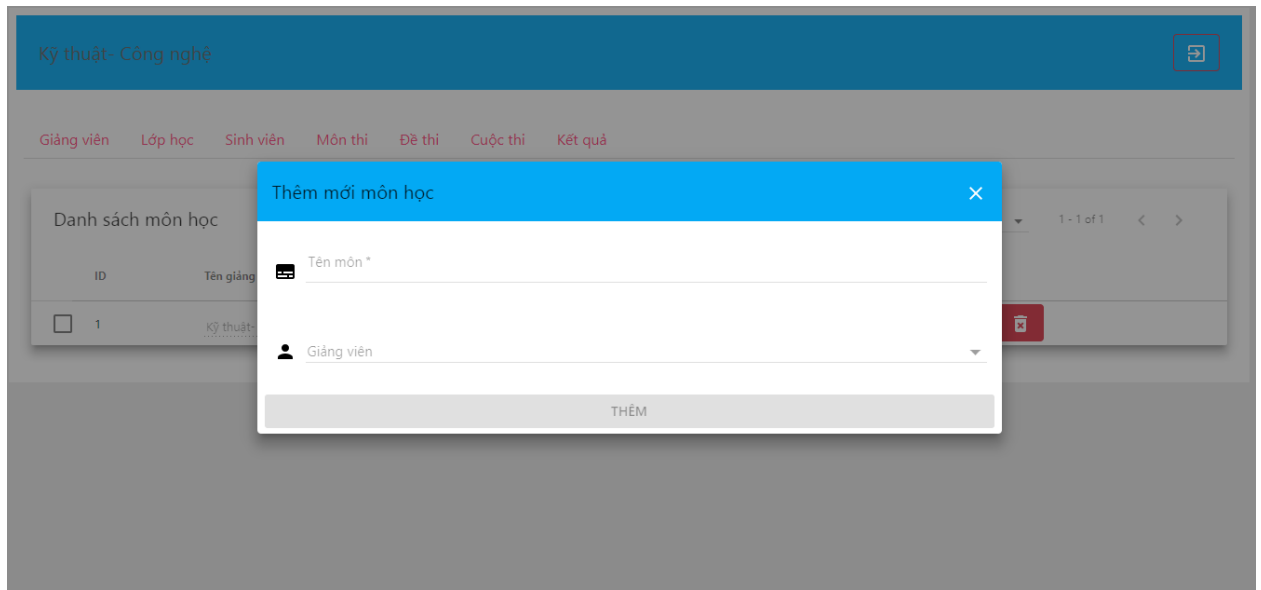 Kỹ thuật- Công nghệ
Giảng viên Lớp học Sinh viên Môn thi Đề thi Cuộc thi Kết quả
Thêm mới môn học
Danh sách môn học 1 - 1 of 1
Tên môn *
ID Tên giảng
1 Kỹ thuật-
Giảng viên
THÊM